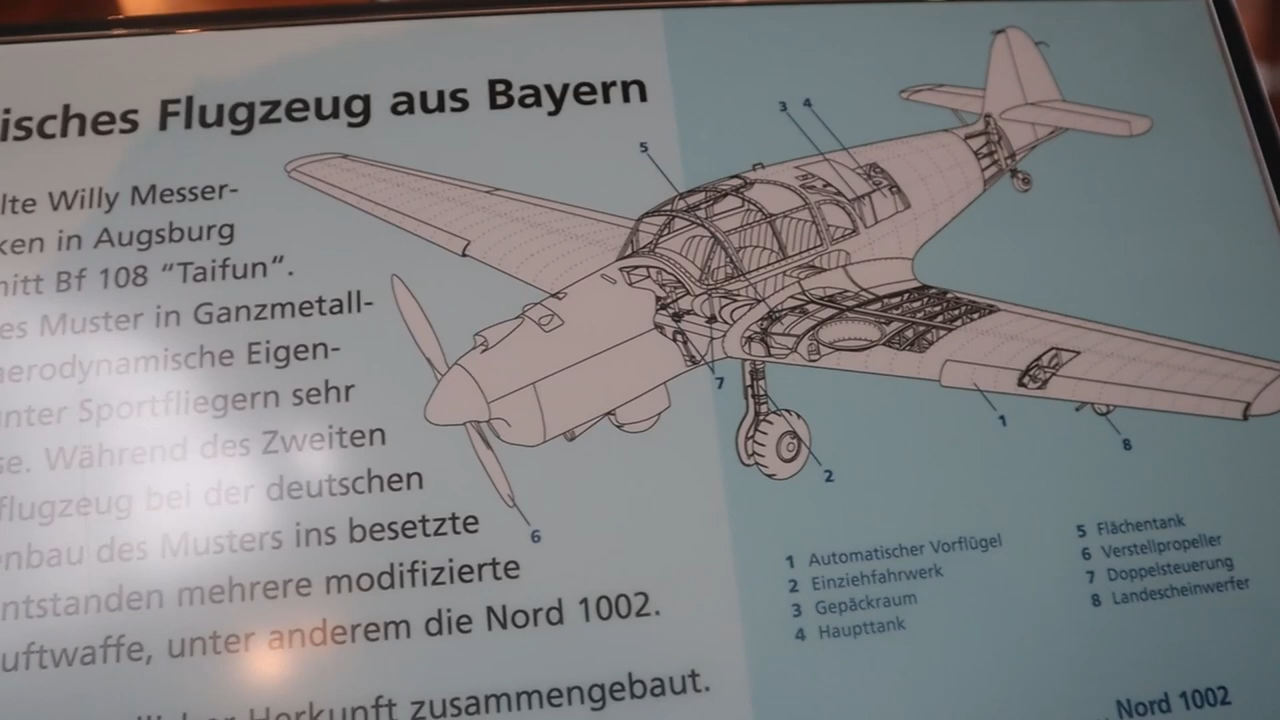 isches Flugzeug aus Bayern
lte Willy Messer-
ken in Augsburg
nitt Bf 108 “Taifun“.
es Muster in Ganzmetall-
aerodynamische Eigen-
unter Sportfliegern sehr
se. Während des Zweiten
flugzeug bei der deutschen
enbau des Musters ins besetzte
ntstanden mehrere modifizierte
uftwaffe, unter anderem die Nord 1002.
Herkunft zusammengebaut.
3 4
5
7
1
8
2
6
1 Automatischer Vorflügel
2 Einziehfahrwerk
3 Gepäckraum
4 Haupttank
5 Flächentank
6 Verstellpropeller
7 Doppelsteuerung
8 Landescheinwerfer
Nord 1002